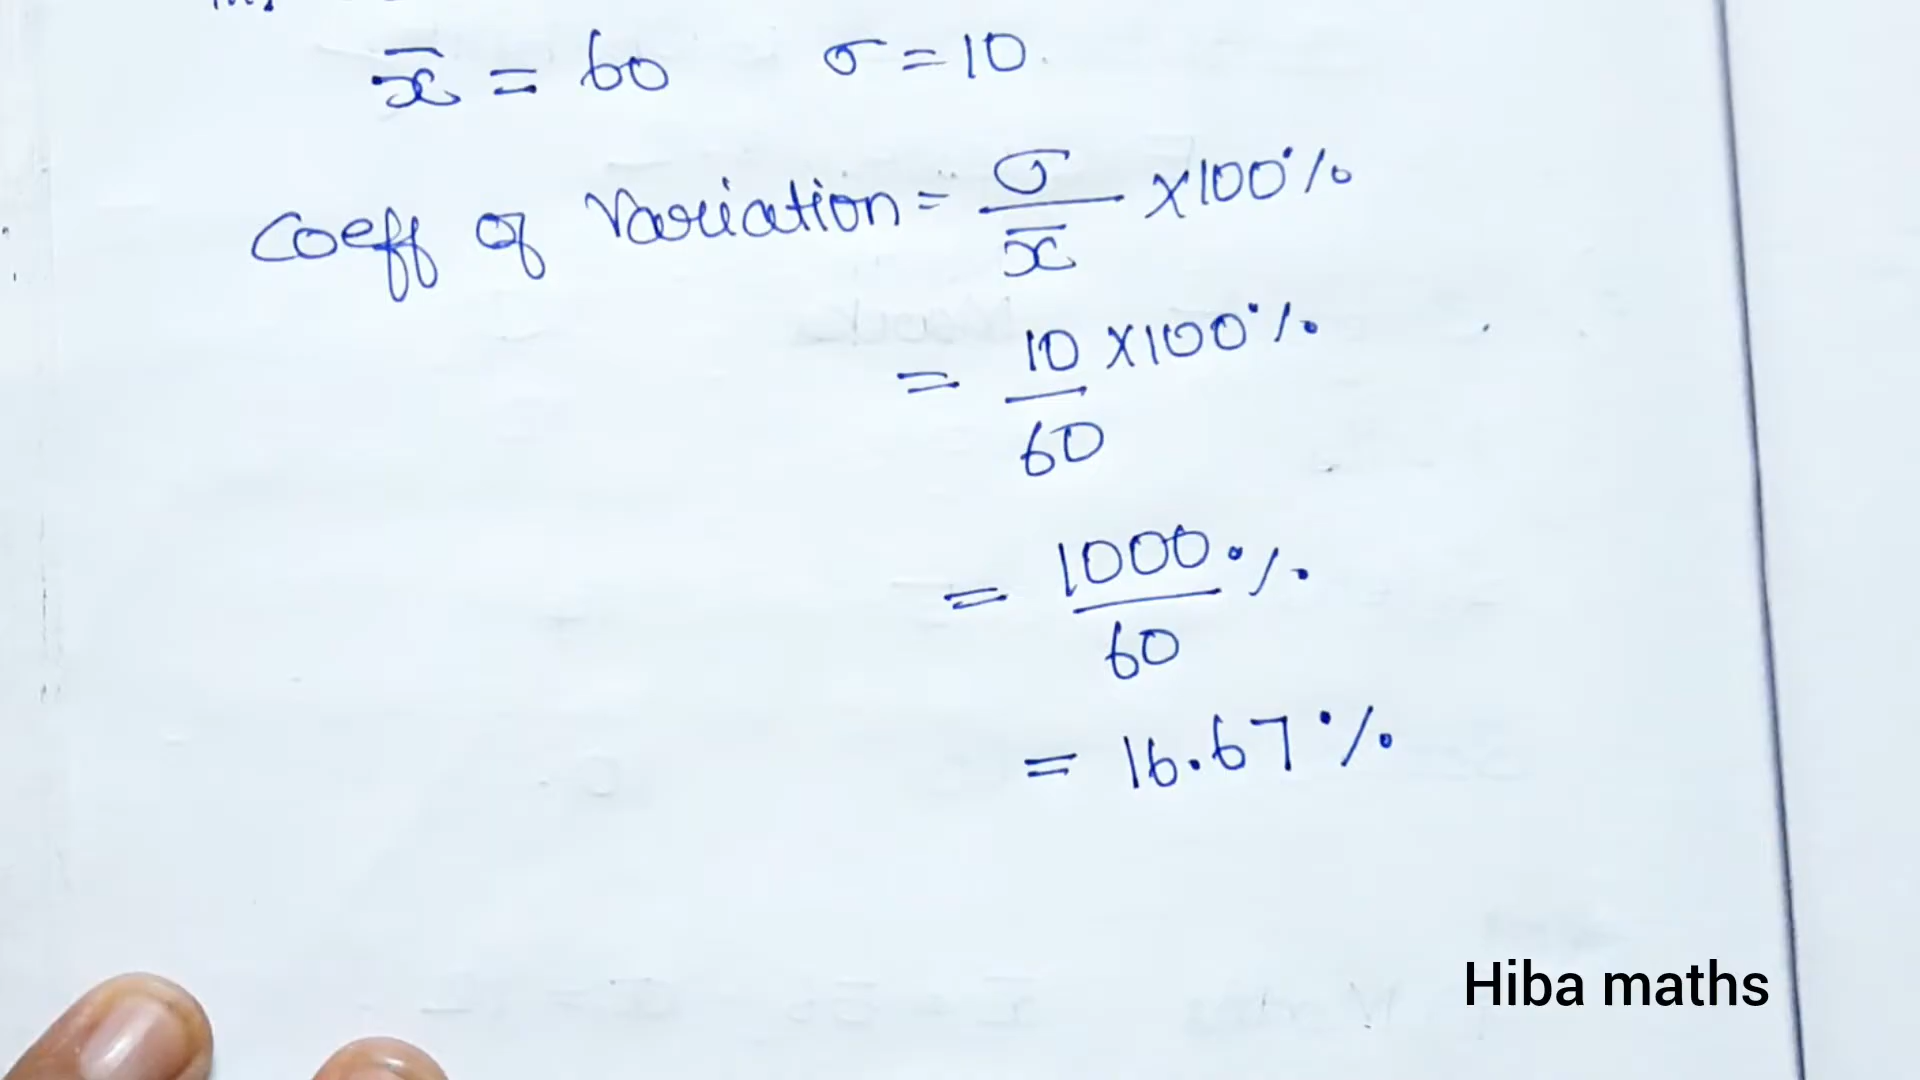 x̄ = 60 σ = 10.
Coeff of Variation = σ/x̄ × 100%
= 10/60 × 100%
= 1000/60 %
= 16.67%
Hiba maths